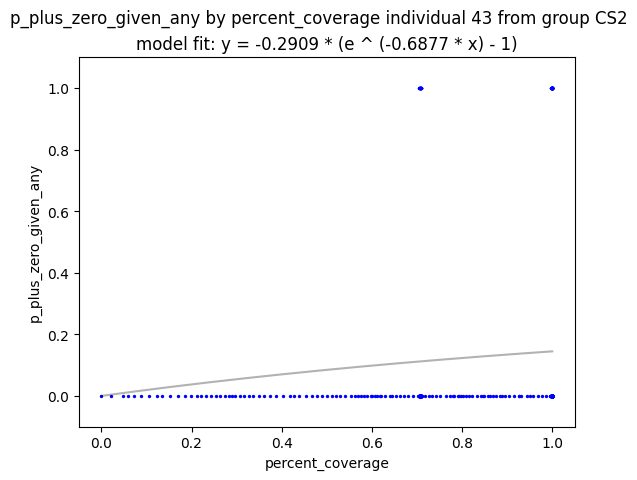 p_plus_zero_given_any by percent_coverage individual 43 from group CS2
model fit: y = -0.2909 * (e ^ (-0.6877 * x) - 1)
p_plus_zero_given_any
1.0
0.8
0.6
0.4
0.2
0.0
0.0 0.2 0.4 0.6 0.8 1.0
percent_coverage